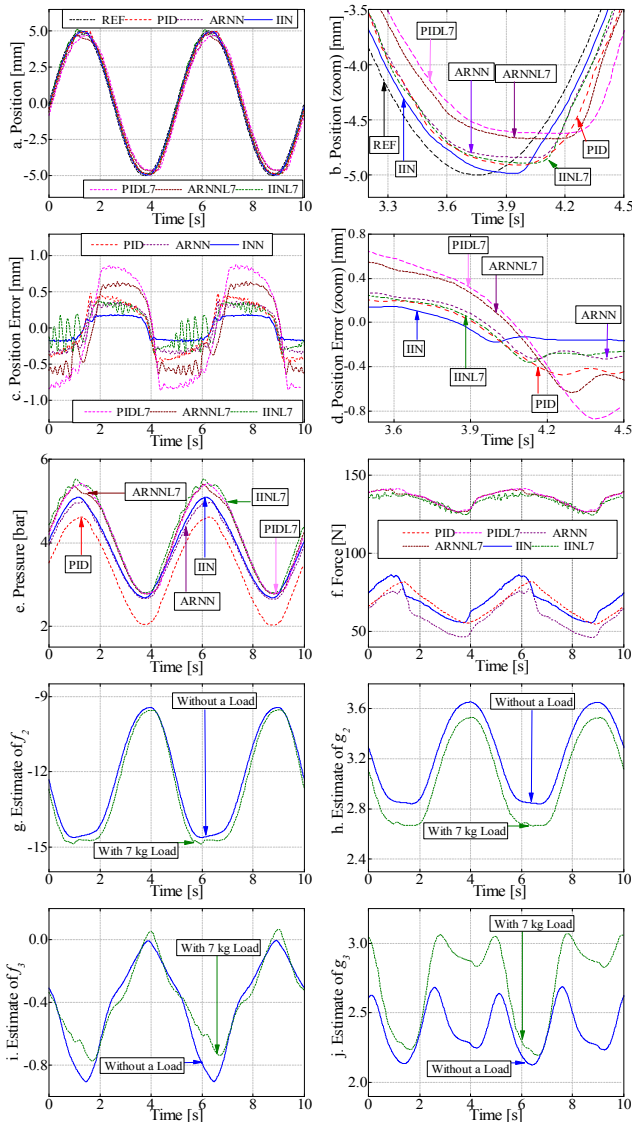 REF PID ARNN IIN
PIDL7 ARNNL7 IINL7
a. Position [mm]
5.0
2.5
0.0
-2.5
-5.0
0 2 4 6 8 10
Time [s]
b. Position (zoom) [mm]
-3.5
-4.0
-4.5
-5.0
PIDL7
ARNN
ARNNL7
REF
IIN
PID
IINL7
3.3 3.6 3.9 4.2 4.5
Time [s]
PID ARNN INN
c. Position Error [mm]
1.0
0.5
0.0
-0.5
-1.0
PIDL7 ARNNL7 IINL7
0 2 4 6 8 10
Time [s]
d. Position Error (zoom) [mm]
0.8
0.4
0.0
-0.4
-0.8
PIDL7
ARNNL7
ARNN
IIN
IINL7
PID
3.6 3.9 4.2 4.5
Time [s]
e. Pressure [bar]
6
4
2
ARNNL7
IINL7
PID
IIN
PIDL7
ARNN
0 2 4 6 8 10
Time [s]
f. Force [N]
150
100
50
PID PIDL7 ARNN
ARNNL7 IIN IINL7
0 2 4 6 8 10
Time [s]
g. Estimate of f2
-9
-12
-15
Without a Load
With 7 kg Load
0 2 4 6 8 10
Time [s]
h. Estimate of g2
3.6
3.2
2.8
2.4
Without a Load
With 7 kg Load
0 2 4 6 8 10
Time [s]
i. Estimate of f3
0.0
-0.4
-0.8
With 7 kg Load
Without a Load
0 2 4 6 8 10
Time [s]
j. Estimate of g3
3.0
2.5
2.0
With 7 kg Load
Without a Load
0 2 4 6 8 10
Time [s]